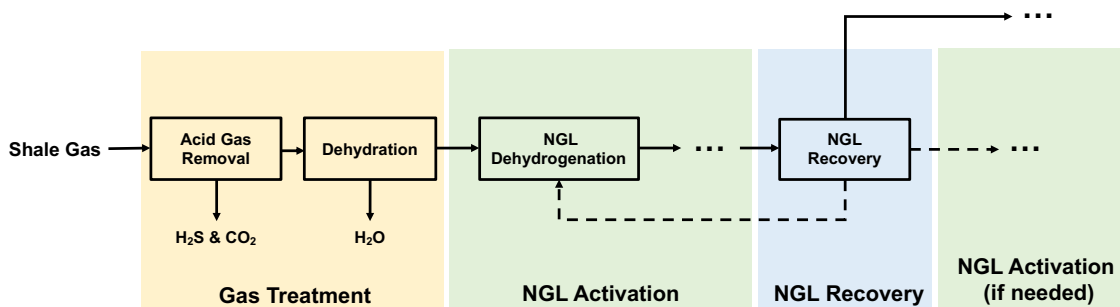 ...
Shale Gas
Acid Gas
Removal
Dehydration
NGL
Dehydrogenation
...
NGL
Recovery
...
H₂S & CO₂
H₂O
Gas Treatment
NGL Activation
NGL Recovery
NGL Activation
(if needed)